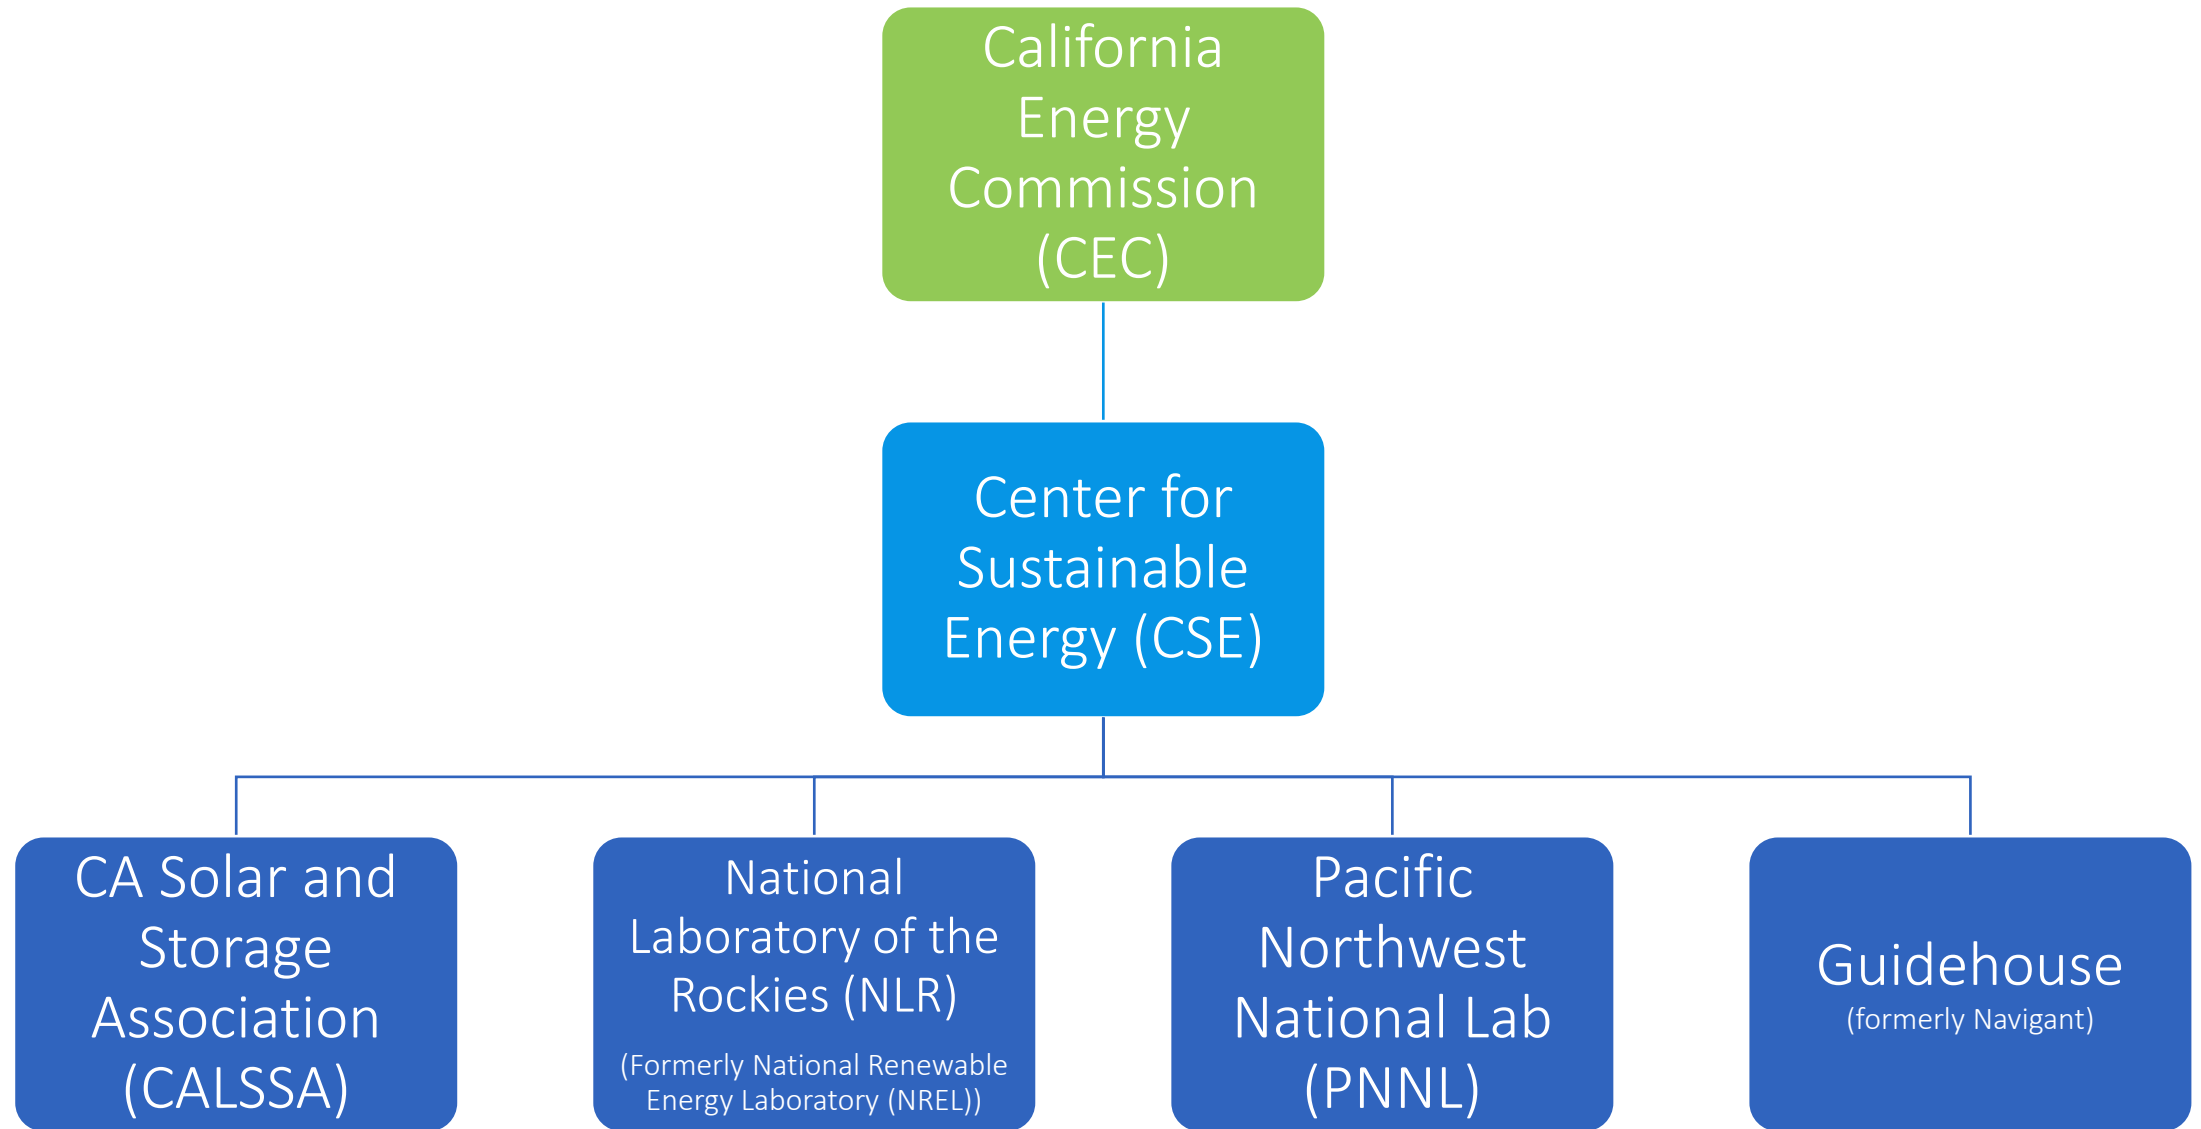 California
Energy
Commission
(CEC)
Center for
Sustainable
Energy (CSE)
CA Solar and
Storage
Association
(CALSSA)
National
Laboratory of the
Rockies (NLR)
(Formerly National Renewable
Energy Laboratory (NREL))
Pacific
Northwest
National Lab
(PNNL)
Guidehouse
(formerly Navigant)